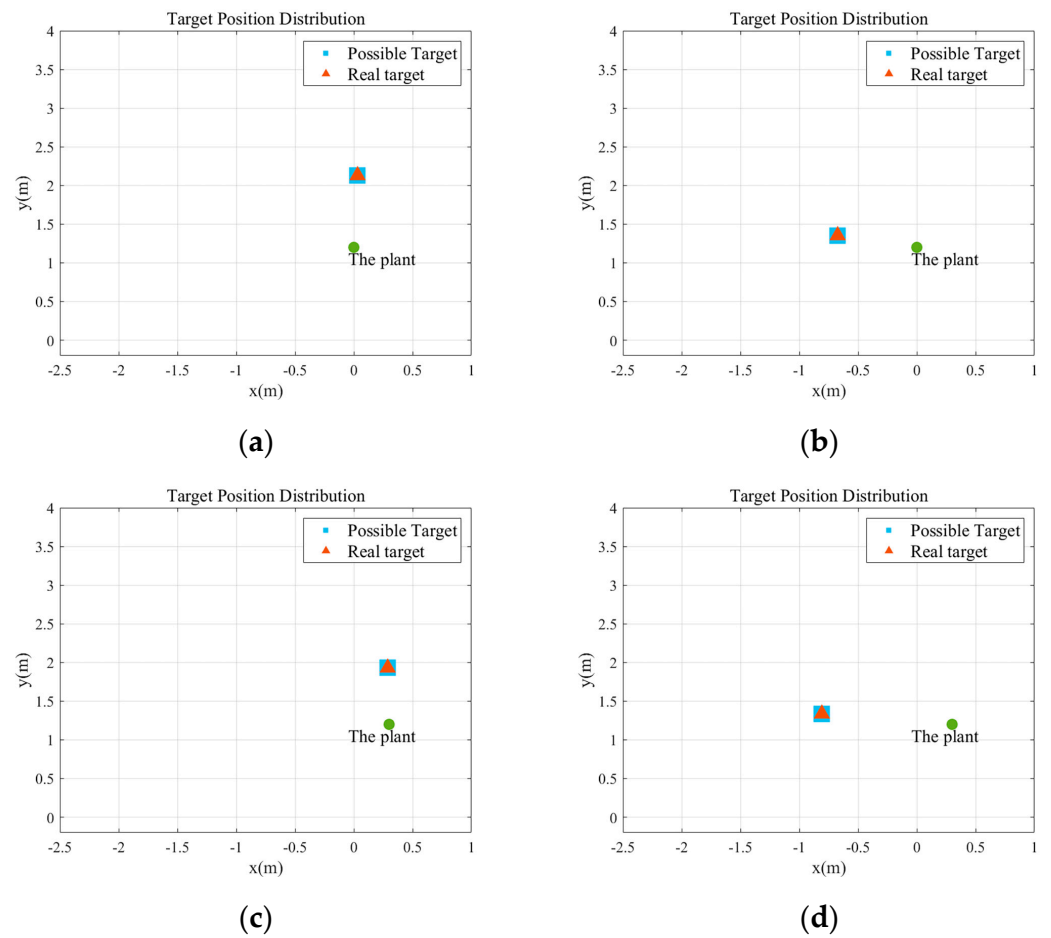 Target Position Distribution
4
3.5
3
2.5
2
1.5
1
0.5
0
y(m)
Possible Target
Real target
The plant
-2.5 -2 -1.5 -1 -0.5 0 0.5 1
x(m)
(a)
Target Position Distribution
4
3.5
3
2.5
2
1.5
1
0.5
0
y(m)
Possible Target
Real target
The plant
-2.5 -2 -1.5 -1 -0.5 0 0.5 1
x(m)
(b)
Target Position Distribution
4
3.5
3
2.5
2
1.5
1
0.5
0
y(m)
Possible Target
Real target
The plant
-2.5 -2 -1.5 -1 -0.5 0 0.5 1
x(m)
(c)
Target Position Distribution
4
3.5
3
2.5
2
1.5
1
0.5
0
y(m)
Possible Target
Real target
The plant
-2.5 -2 -1.5 -1 -0.5 0 0.5 1
x(m)
(d)